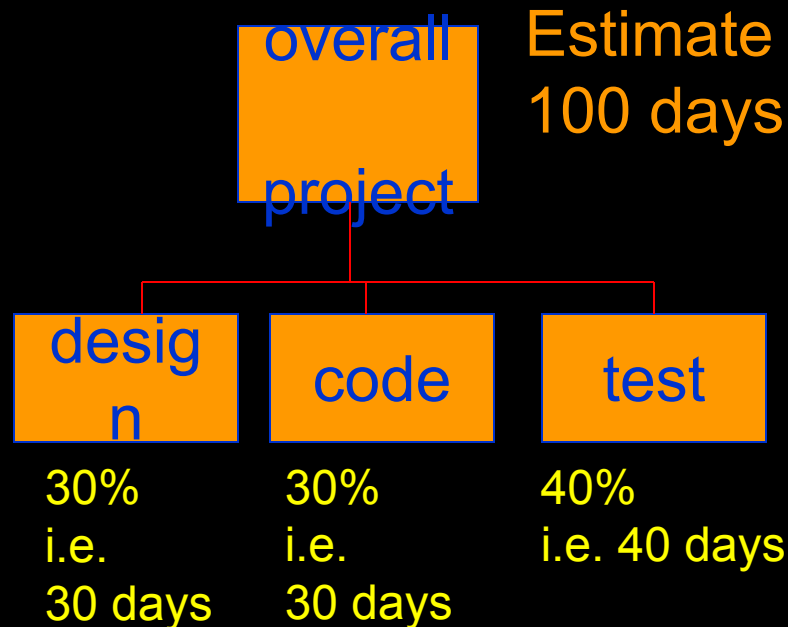 overall
project
Estimate
100 days
desig
n
code
test
30%
i.e.
30 days
30%
i.e.
30 days
40%
i.e. 40 days